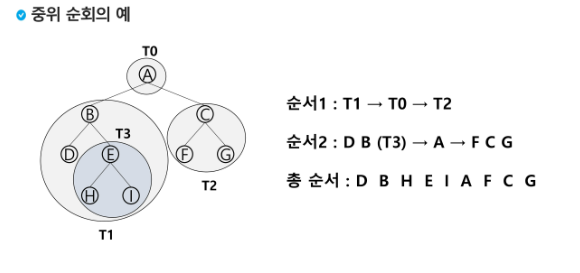 중위 순회의 예
T0
A
B
C
T3
D
E
F
G
H
I
T2
T1
순서1 : T1 → T0 → T2
순서2 : D B (T3) → A → F C G
총 순서 : D B H E I A F C G